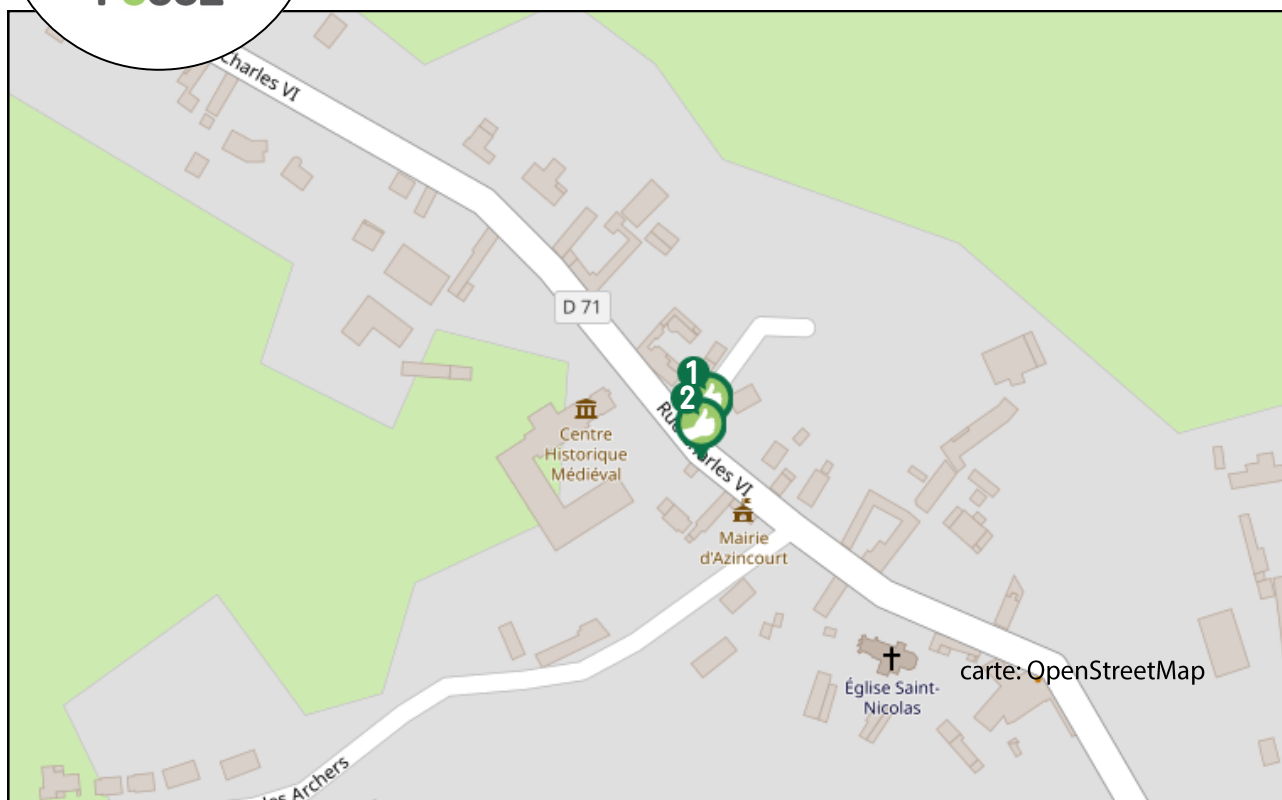 Charles VI
D 71
1
2
Rue Charles VI
Centre
Historique
Médiéval
Mairie
d'Azincourt
carte: OpenStreetMap
Église Saint-
Nicolas
Archers